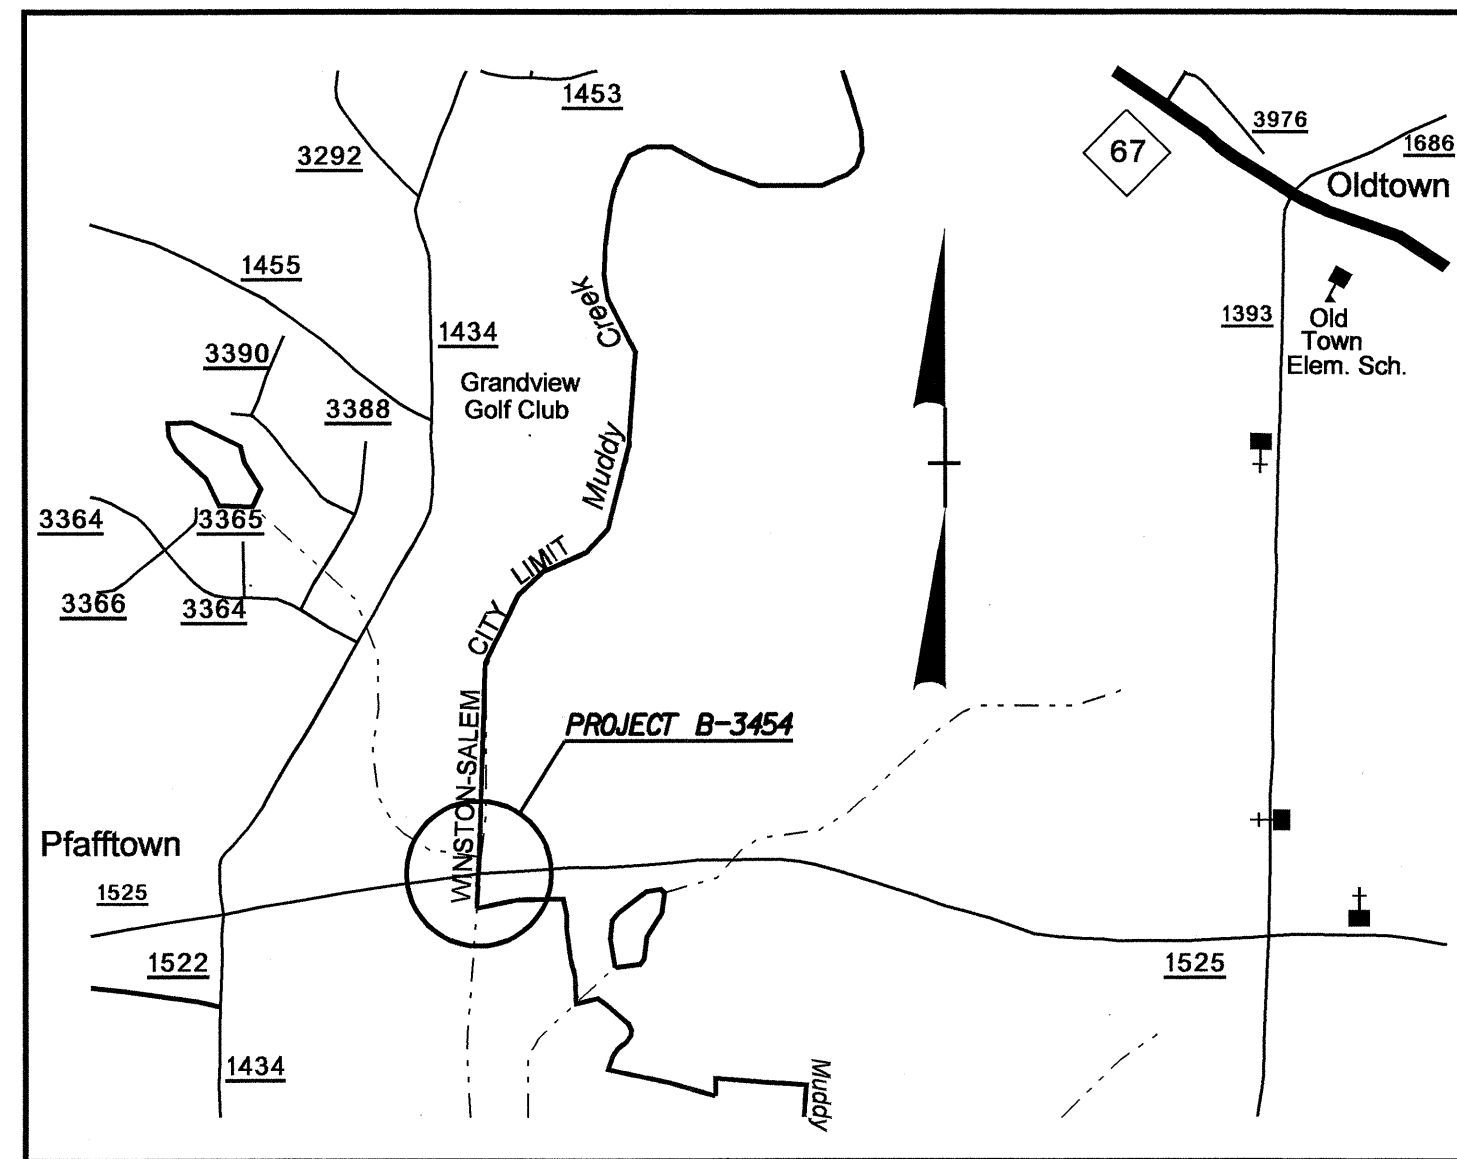 1453
3976
1686
67
3292
Oldtown
1455
Creek
1393
Old
Town
Elem. Sch.
1434
3390
Grandview
Golf Club
3388
Muddy
3364
3365
3366
3364
WINSTON-SALEM CITY LIMIT
PROJECT B-3454
Pfafftown
1525
1522
1525
1434
Muddy